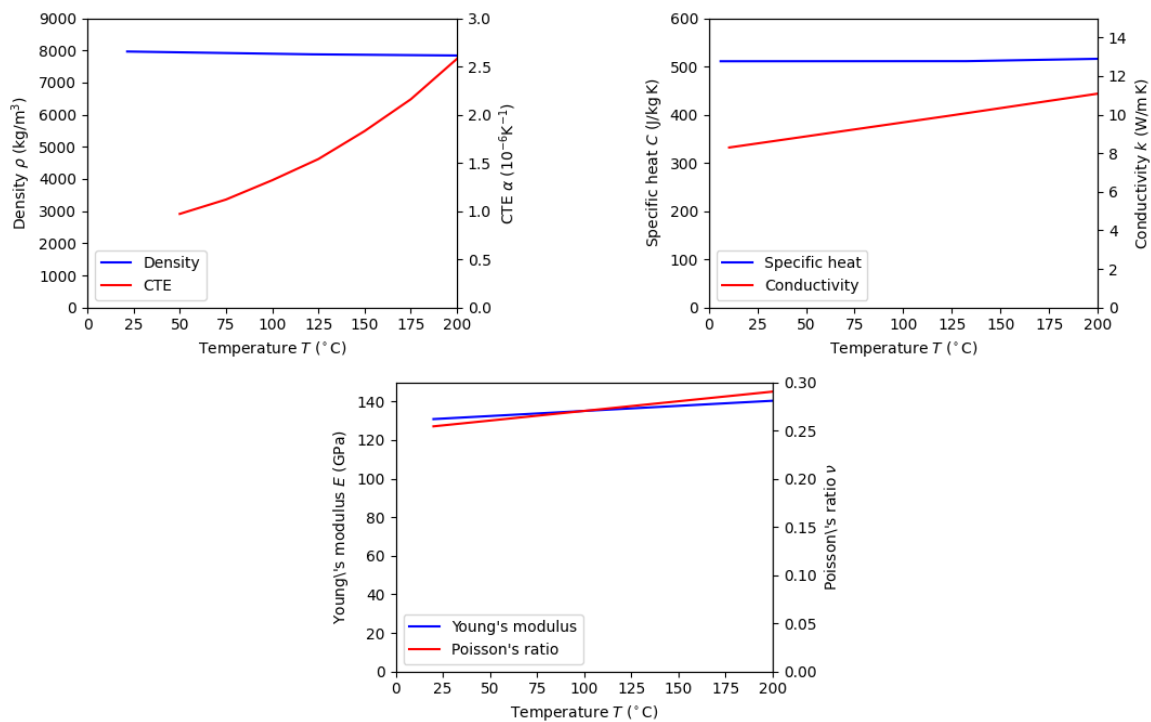 9000
8000
7000
6000
5000
4000
3000
2000
1000
0
Density ρ (kg/m³)
3.0
2.5
2.0
1.5
1.0
0.5
0.0
CTE α (10⁻⁶K⁻¹)
Density
CTE
0 25 50 75 100 125 150 175 200
Temperature T (°C)
600
500
400
300
200
100
0
Specific heat C (J/kg K)
14
12
10
8
6
4
2
0
Conductivity k (W/m K)
Specific heat
Conductivity
0 25 50 75 100 125 150 175 200
Temperature T (°C)
140
120
100
80
60
40
20
0
Young\'s modulus E (GPa)
0.30
0.25
0.20
0.15
0.10
0.05
0.00
Poisson\'s ratio ν
Young's modulus
Poisson's ratio
0 25 50 75 100 125 150 175 200
Temperature T (°C)